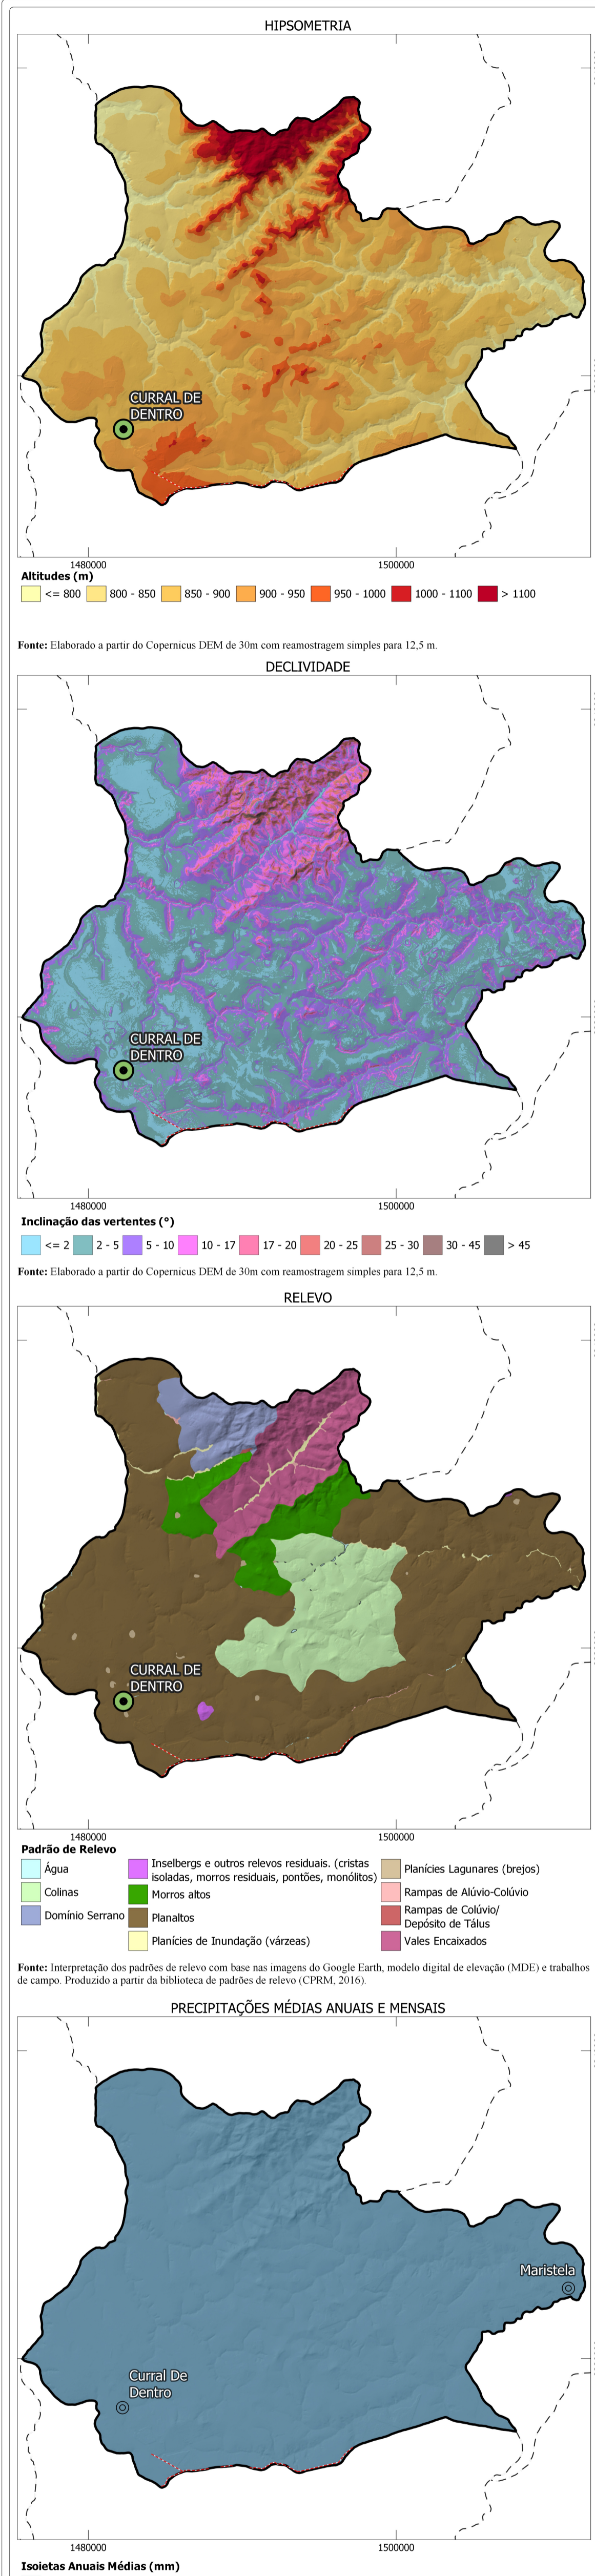 HIPSOMETRIA
CURRAL DE
DENTRO
1480000
1500000
Altitudes (m)
<= 800
800 - 850
850 - 900
900 - 950
950 - 1000
1000 - 1100
> 1100
Fonte: Elaborado a partir do Copernicus DEM de 30m com reamostragem simples para 12,5 m.
DECLIVIDADE
CURRAL DE
DENTRO
1480000
1500000
Inclinação das vertentes (°)
<= 2
2 - 5
5 - 10
10 - 17
17 - 20
20 - 25
25 - 30
30 - 45
> 45
Fonte: Elaborado a partir do Copernicus DEM de 30m com reamostragem simples para 12,5 m.
RELEVO
CURRAL DE
DENTRO
1480000
1500000
Padrão de Relevo
Água
Colinas
Domínio Serrano
Inselbergs e outros relevos residuais. (cristas
isoladas, morros residuais, pontões, monólitos)
Morros altos
Planaltos
Planícies de Inundação (várzeas)
Planícies Lagunares (brejos)
Rampas de Alúvio-Colúvio
Rampas de Colúvio/
Depósito de Tálus
Vales Encaixados
Fonte: Interpretação dos padrões de relevo com base nas imagens do Google Earth, modelo digital de elevação (MDE) e trabalhos
de campo. Produzido a partir da biblioteca de padrões de relevo (CPRM, 2016).
PRECIPITAÇÕES MÉDIAS ANUAIS E MENSAIS
Maristela
Curral De
Dentro
1480000
1500000
Isoietas Anuais Médias (mm)